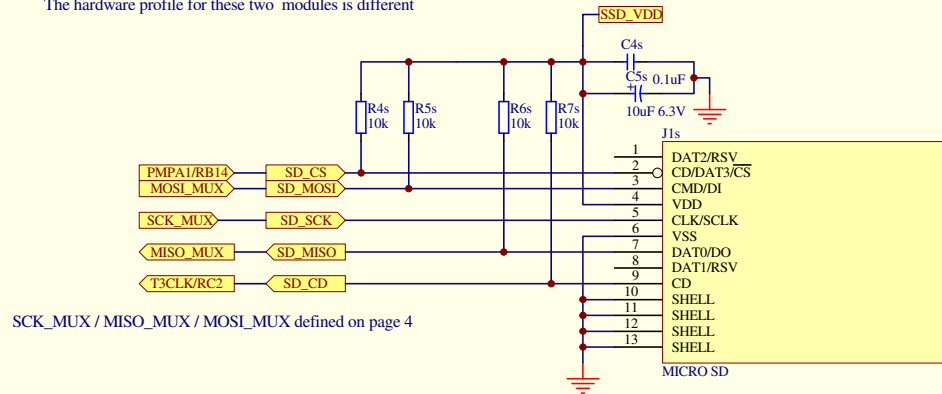 The hardware profile for these two modules is different
SSD_VDD
C4s
C5s 0.1uF
+
10uF 6.3V
R4s
10k
R5s
10k
R6s
10k
R7s
10k
J1s
PMPA1/RB14 SD_CS
MOSI_MUX SD_MOSI
SCK_MUX SD_SCK
MISO_MUX SD_MISO
T3CLK/RC2 SD_CD
1 DAT2/RSV
2 CD/DAT3/CS
3 CMD/DI
4 VDD
5 CLK/SCLK
6 VSS
7 DAT0/DO
8 DAT1/RSV
9 CD
10 SHELL
11 SHELL
12 SHELL
13 SHELL
SCK_MUX / MISO_MUX / MOSI_MUX defined on page 4
MICRO SD